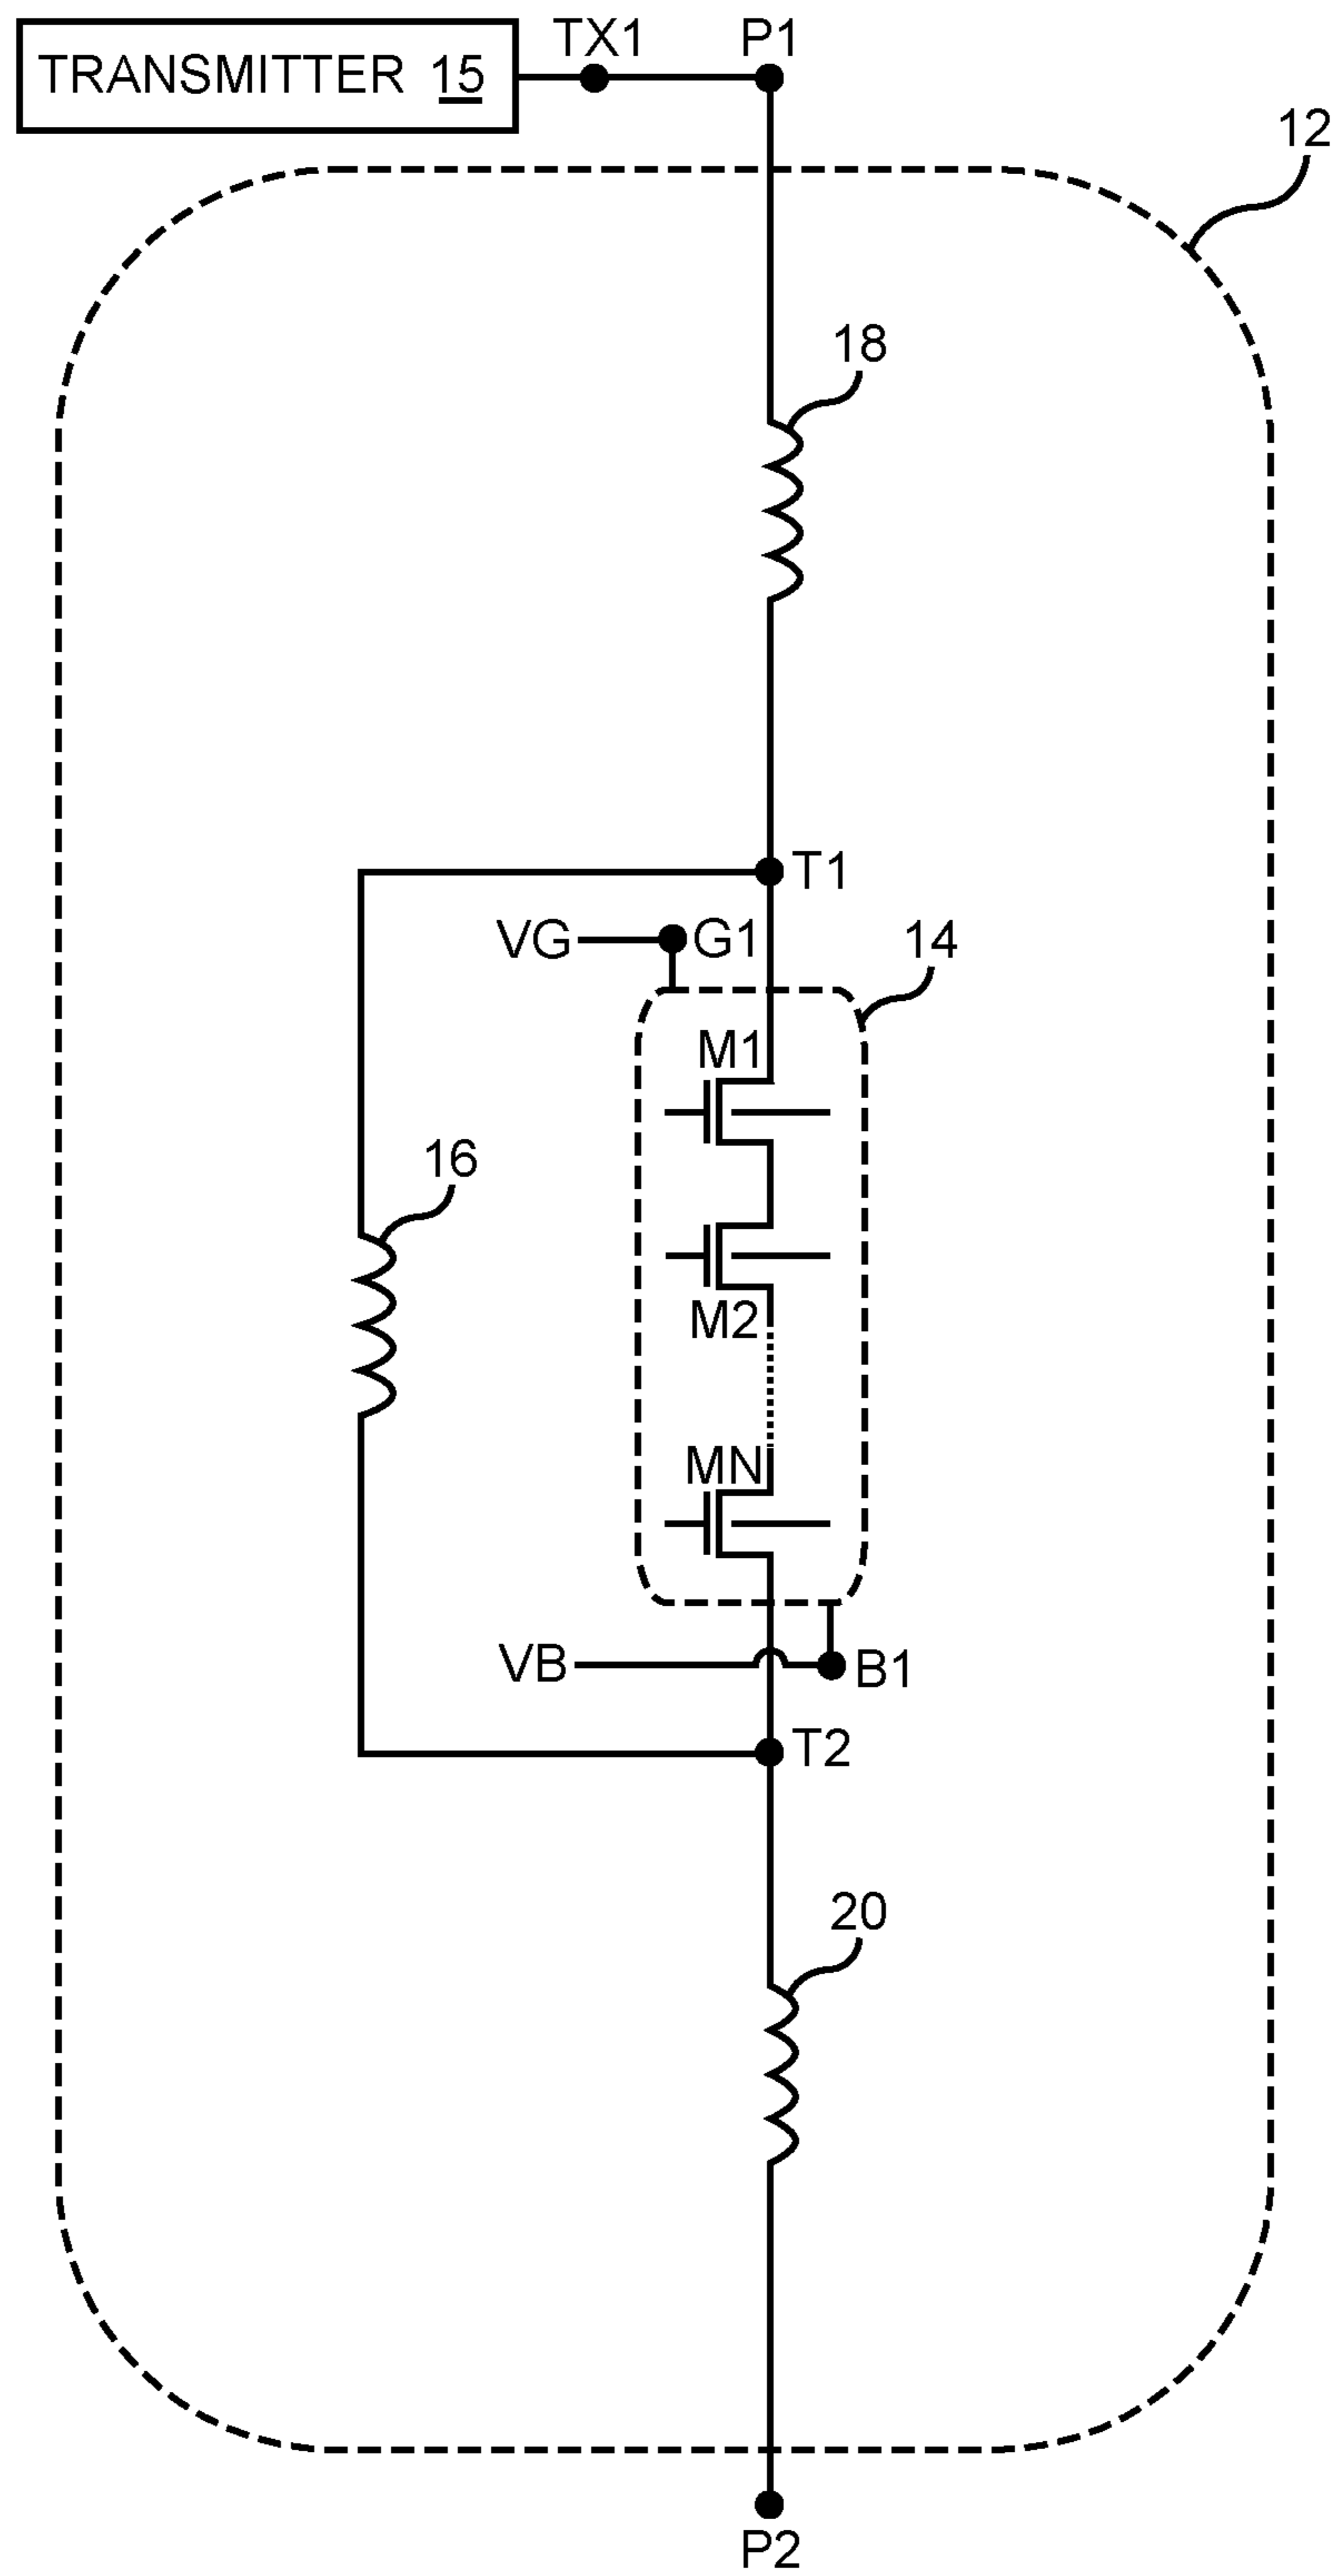 TX1
P1
TRANSMITTER 15
12
18
T1
VG
G1
14
M1
16
M2
MN
VB
B1
T2
20
P2